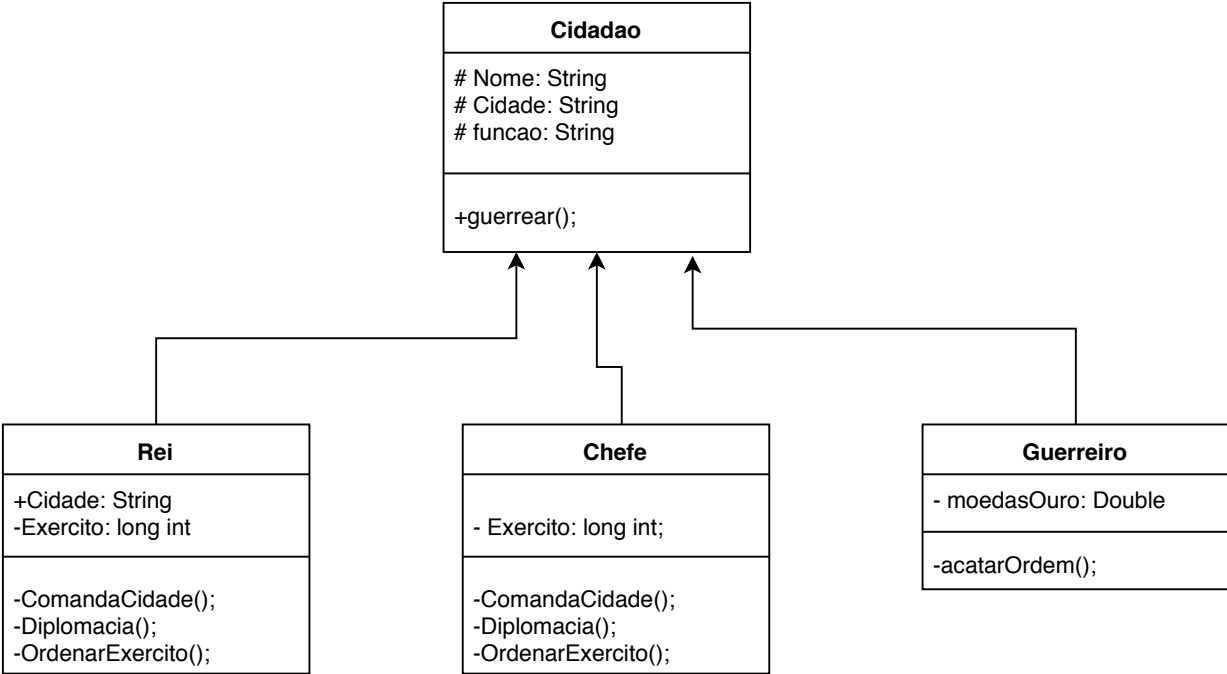 Cidadao
# Nome: String
# Cidade: String
# funcao: String
+guerrear();
Rei
+Cidade: String
-Exercito: long int
-ComandaCidade();
-Diplomacia();
-OrdenarExercito();
Chefe
- Exercito: long int;
-ComandaCidade();
-Diplomacia();
-OrdenarExercito();
Guerreiro
- moedasOuro: Double
-acatarOrdem();